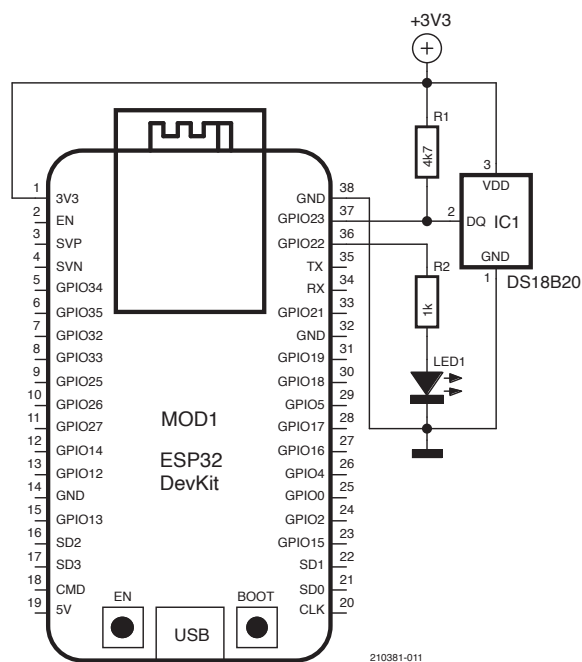 +3V3
R1
4k7
3
VDD
2
DQ
IC1
GND
1
DS18B20
R2
1k
LED1
1
3V3
2
EN
3
SVP
4
SVN
5
GPIO34
6
GPIO35
7
GPIO32
8
GPIO33
9
GPIO25
10
GPIO26
11
GPIO27
12
GPIO14
13
GPIO12
14
GND
15
GPIO13
16
SD2
17
SD3
18
CMD
19
5V
GND
38
GPIO23
37
GPIO22
36
TX
35
RX
34
GPIO21
33
GND
32
GPIO19
31
GPIO18
30
GPIO5
29
GPIO17
28
GPIO16
27
GPIO4
26
GPIO0
25
GPIO2
24
GPIO15
23
SD1
22
SD0
21
CLK
20
MOD1
ESP32
DevKit
EN
BOOT
USB
210381-011